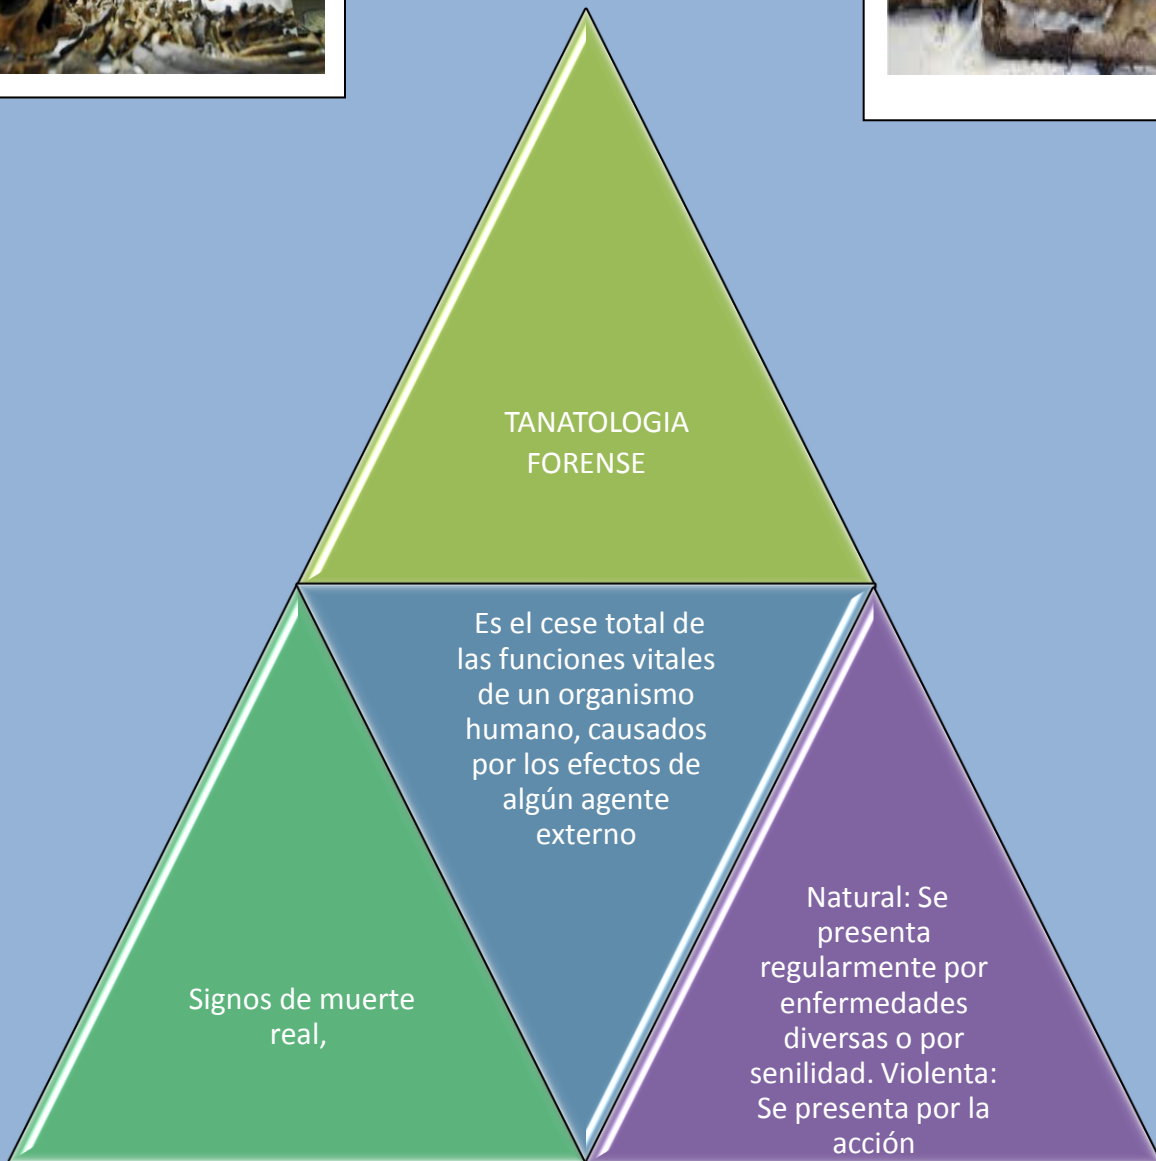 TANATOLOGIA
FORENSE
Es el cese total de
las funciones vitales
de un organismo
humano, causados
por los efectos de
algún agente
externo
Signos de muerte
real,
Natural: Se
presenta
regularmente por
enfermedades
diversas o por
senilidad. Violenta:
Se presenta por la
acción